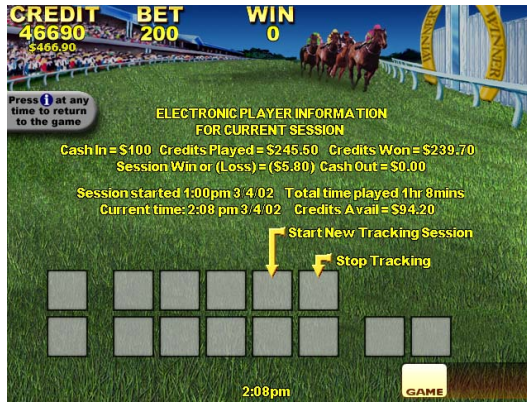 CREDIT BET WIN
46690 200 0
$466.90
WINNER WINNER
Press i at any
time to return
to the game
ELECTRONIC PLAYER INFORMATION
FOR CURRENT SESSION
Cash In = $100 Credits Played = $245.50 Credits Won = $239.70
Session Win or (Loss) = ($5.80) Cash Out = $0.00
Session started 1:00pm 3/4/02 Total time played 1hr 8mins
Current time: 2:08 pm 3/4/02 Credits Avail = $94.20
Start New Tracking Session
Stop Tracking
2:08pm
GAME